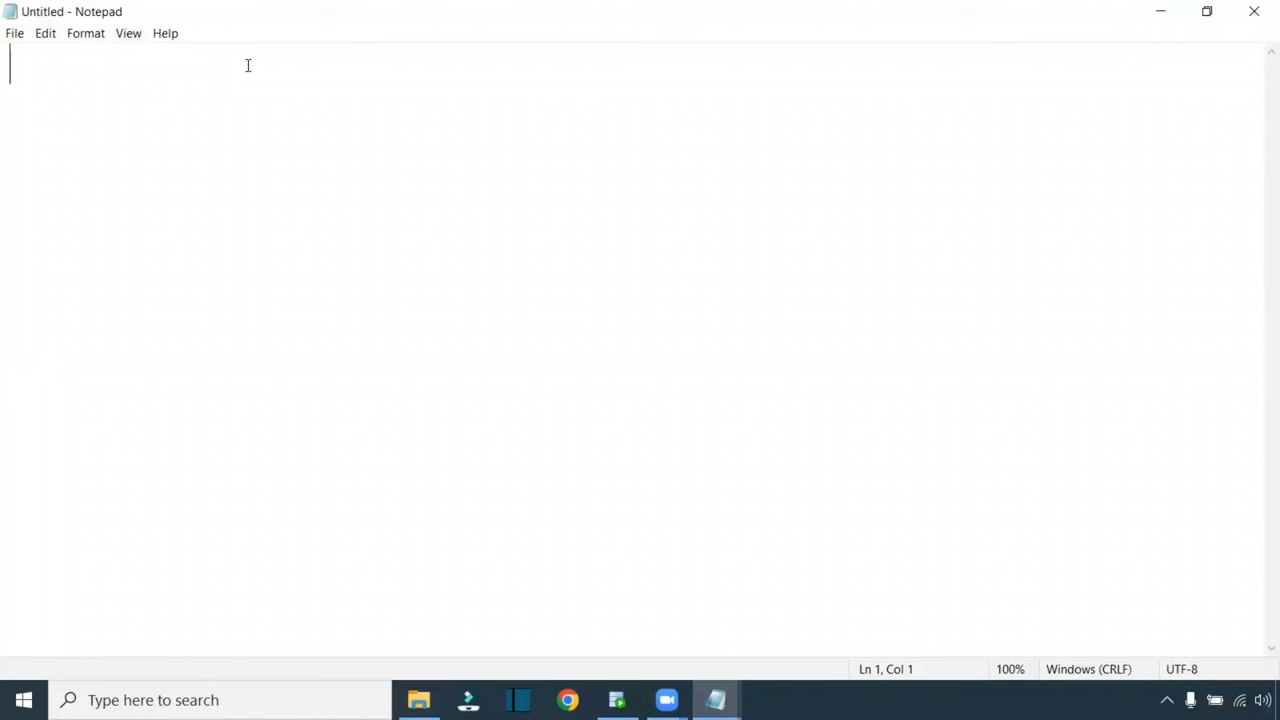 Untitled - Notepad
File Edit Format View Help
Ln 1, Col 1 100% Windows (CRLF) UTF-8
Type here to search